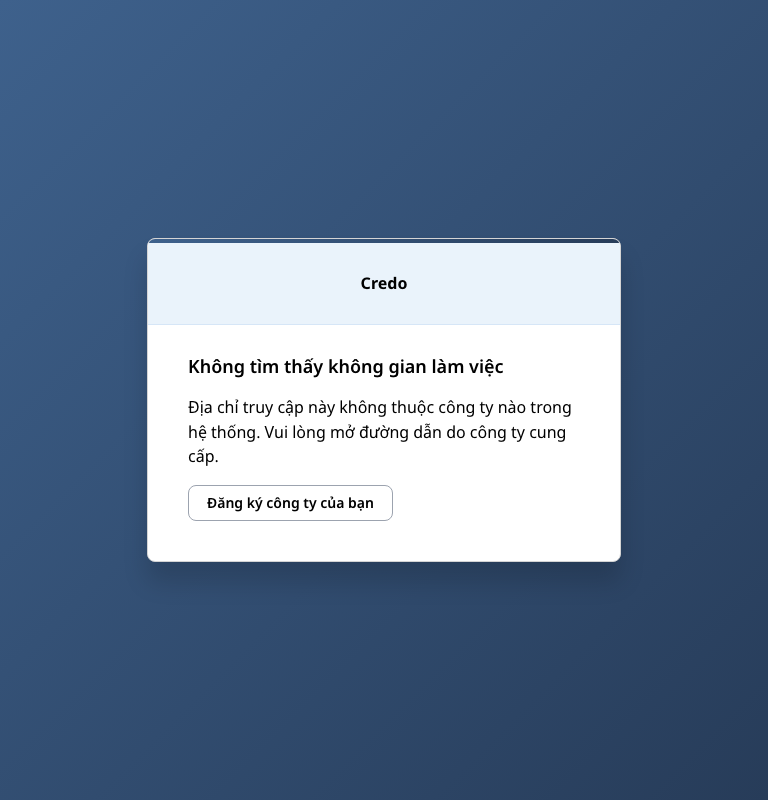 Credo
Không tìm thấy không gian làm việc
Địa chỉ truy cập này không thuộc công ty nào trong
hệ thống. Vui lòng mở đường dẫn do công ty cung
cấp.
Đăng ký công ty của bạn